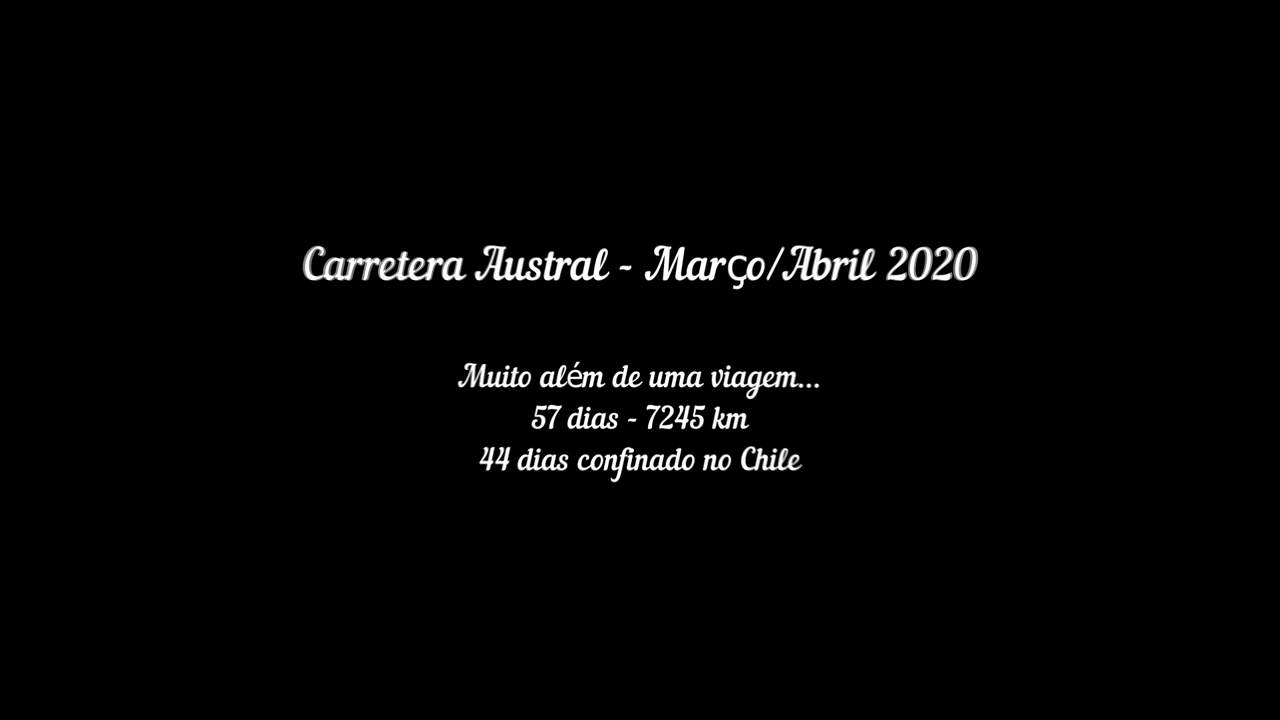 Carretera Austral - Março/Abril 2020
Muito além de uma viagem...
57 dias - 7245 km
44 dias confinado no Chile